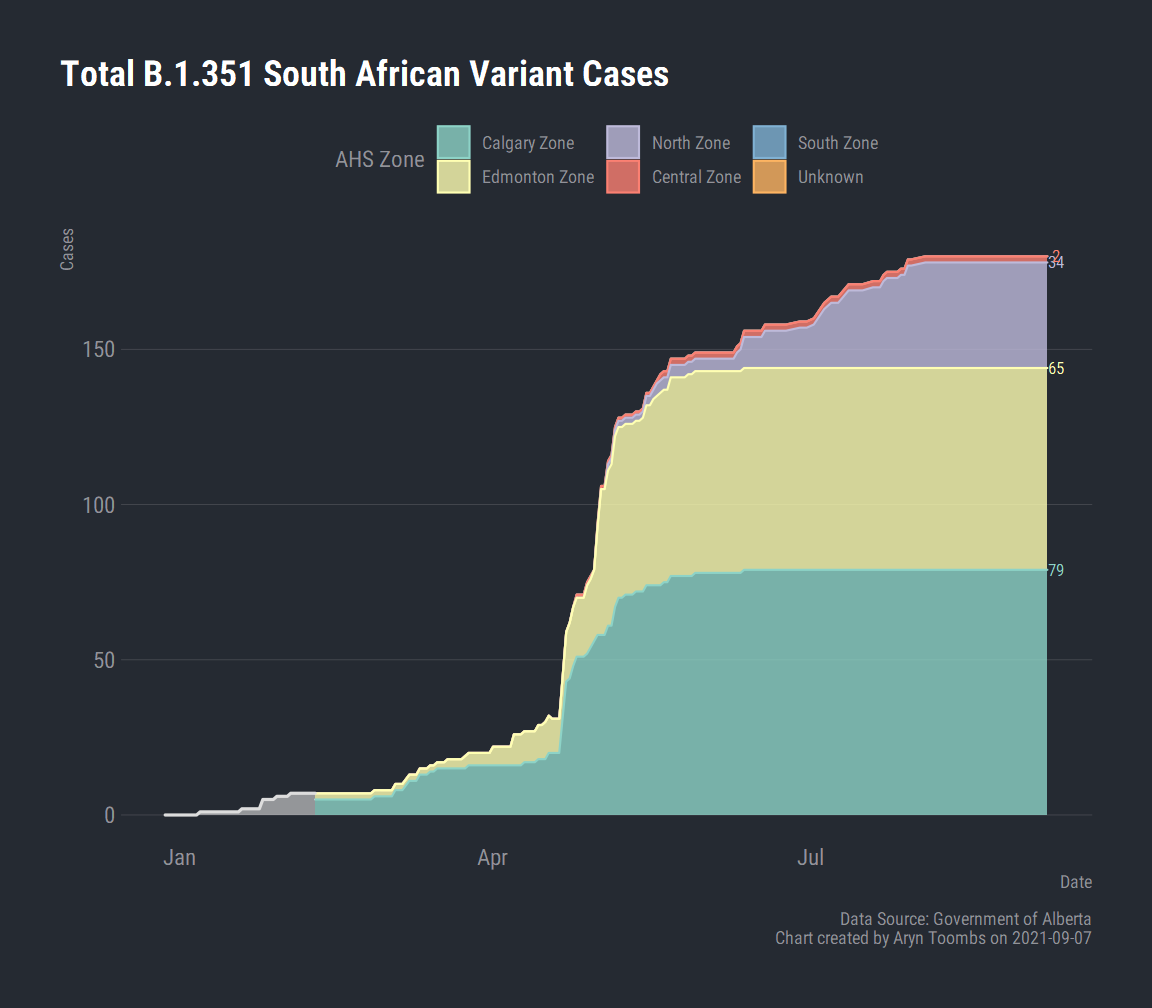 Total B.1.351 South African Variant Cases
AHS Zone
Calgary Zone
North Zone
South Zone
Edmonton Zone
Central Zone
Unknown
Cases
2
34
150
65
100
79
50
0
Jan
Apr
Jul
Date
Data Source: Government of Alberta
Chart created by Aryn Toombs on 2021-09-07